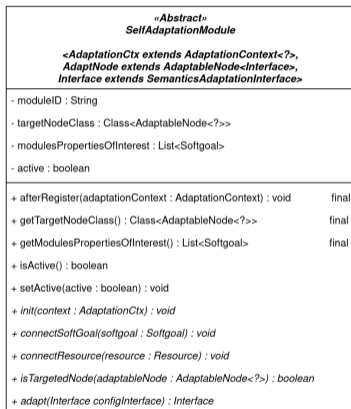 «Abstract»
SelfAdaptationModule
<AdaptationCtx extends AdaptationContext<?>,
AdaptNode extends AdaptableNode<Interface>,
Interface extends SemanticsAdaptationInterface>
- moduleID : String
- targetNodeClass : Class<AdaptableNode<?>>
- modulesPropertiesOfInterest : List<Softgoal>
- active : boolean
+ afterRegister(adaptationContext : AdaptationContext) : void final
+ getTargetNodeClass() : Class<AdaptableNode<?>> final
+ getModulesPropertiesOfInterest() : List<Softgoal> final
+ isActive() : boolean
+ setActive(active : boolean) : void
+ init(context : AdaptationCtx) : void
+ connectSoftGoal(softgoal : Softgoal) : void
+ connectResource(resource : Resource) : void
+ isTargetedNode(adaptableNode : AdaptableNode<?>) : boolean
+ adapt(Interface configInterface) : Interface